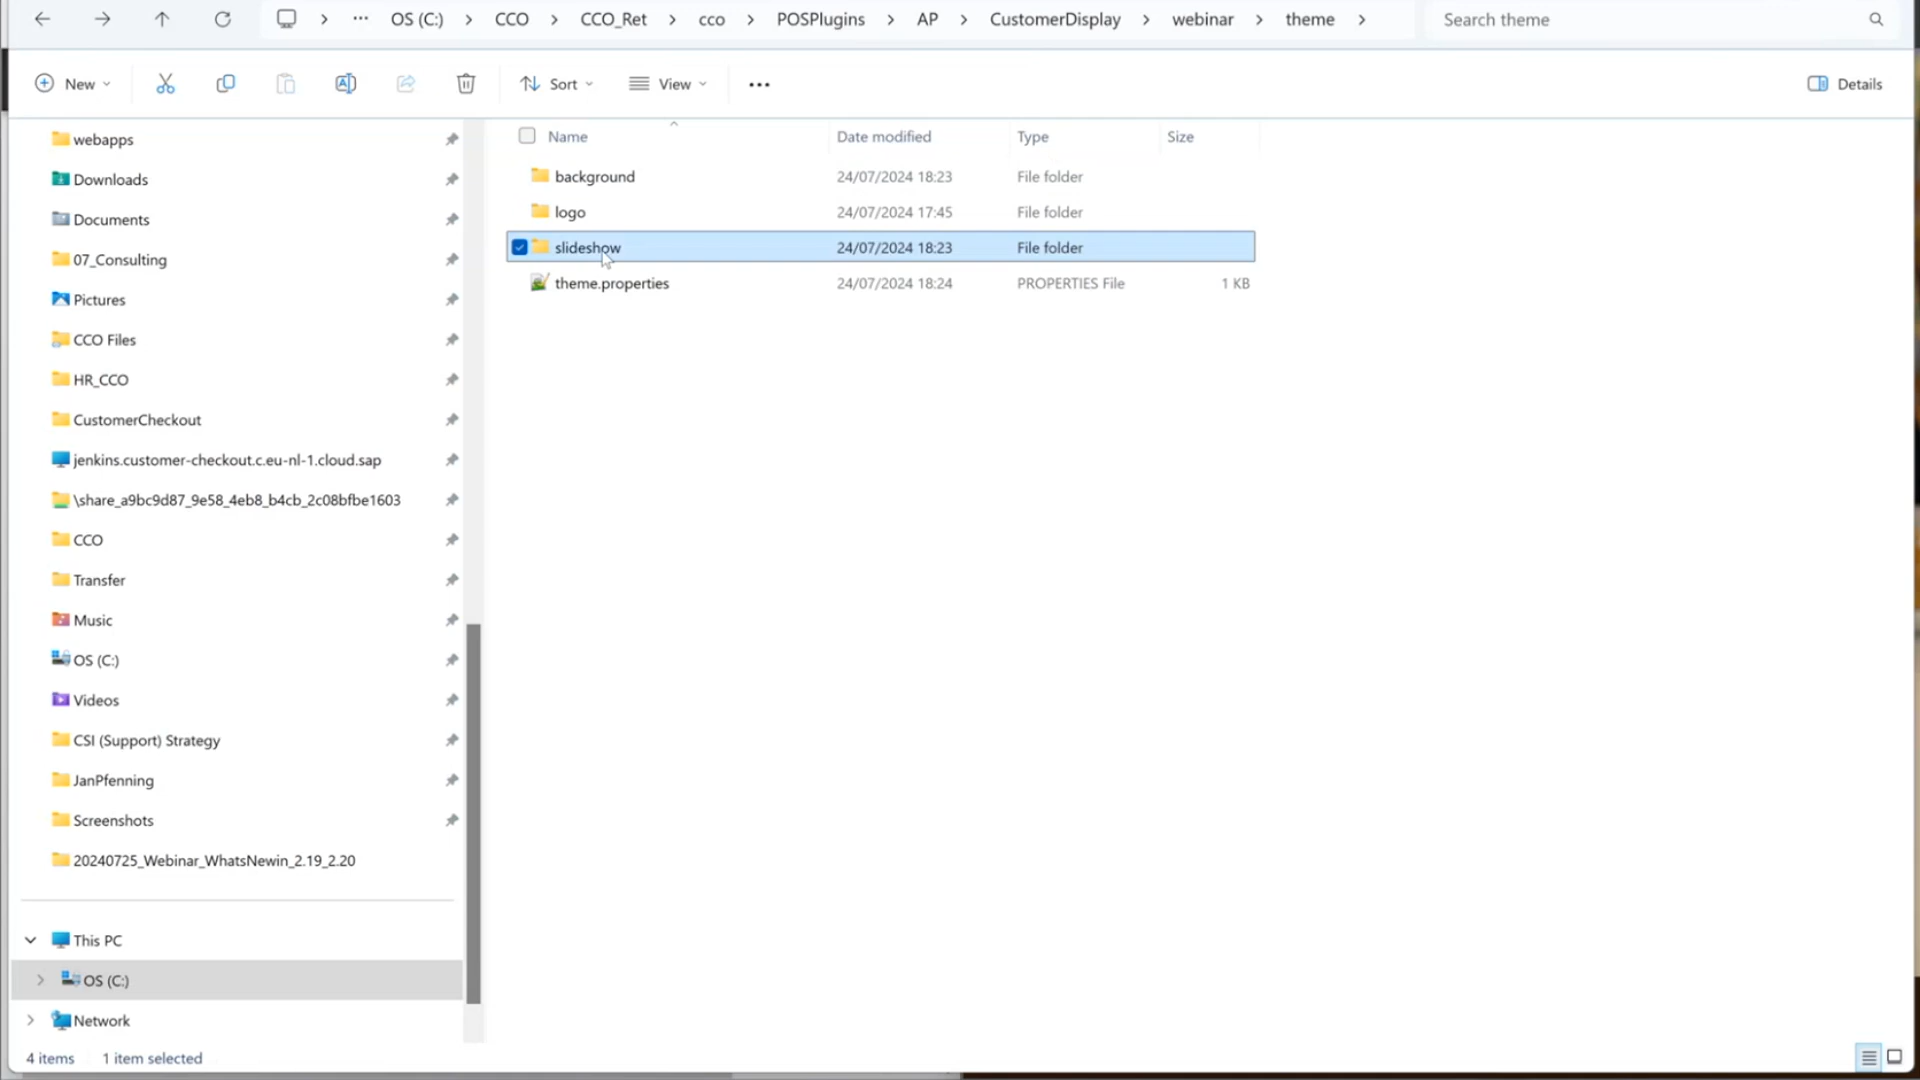 OS (C:) > CCO > CCO_Ret > cco > POSPlugins > AP > CustomerDisplay > webinar > theme >
Search theme
New
Sort
View
Details
webapps
Downloads
Documents
07_Consulting
Pictures
CCO Files
HR_CCO
CustomerCheckout
jenkins.customer-checkout.c.eu-nl-1.cloud.sap
\share_a9bc9d87_9e58_4eb8_b4cb_2c08bfbe1603
CCO
Transfer
Music
OS (C:)
Videos
CSI (Support) Strategy
JanPfenning
Screenshots
20240725_Webinar_WhatsNewin_2.19_2.20
This PC
OS (C:)
Network
Name Date modified Type Size
background 24/07/2024 18:23 File folder
logo 24/07/2024 17:45 File folder
slideshow 24/07/2024 18:23 File folder
theme.properties 24/07/2024 18:24 PROPERTIES File 1 KB
4 items 1 item selected